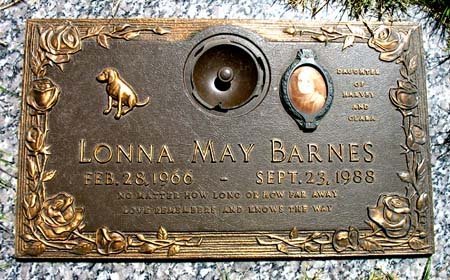 DAUGHTER
OF
HARVEY
AND
CLARA
LONNA MAY BARNES
FEB. 28, 1966 - SEPT. 23, 1988
NO MATTER HOW LONG OR HOW FAR AWAY
LOVE REMEMBERS AND KNOWS THE WAY